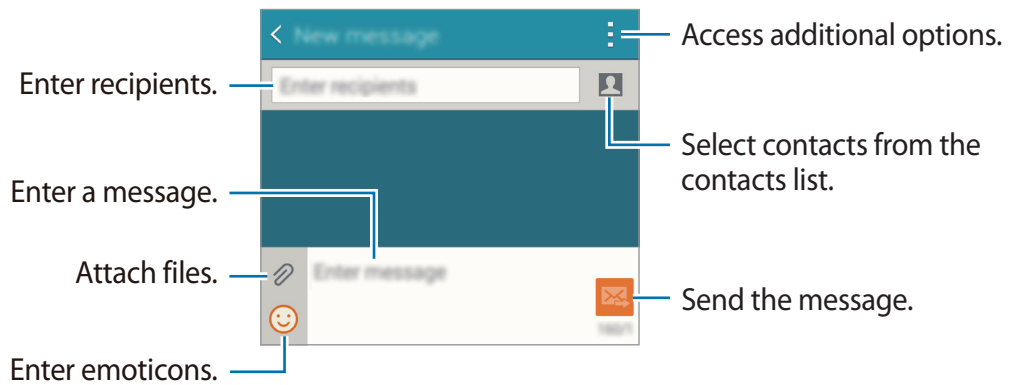 New message
Access additional options.
Enter recipients.
Enter recipients
Select contacts from the
contacts list.
Enter a message.
Attach files.
Enter message
Send the message.
160/1
Enter emoticons.